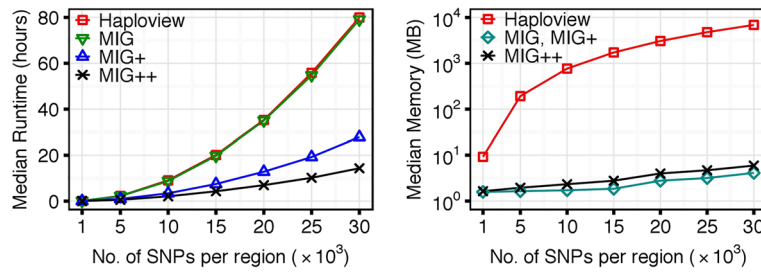 Median Runtime (hours)
80
60
40
20
0
Haploview
MIG
MIG+
MIG++
1 5 10 15 20 25 30
No. of SNPs per region (×10³)
Median Memory (MB)
10⁴
10³
10²
10¹
10⁰
Haploview
MIG, MIG+
MIG++
1 5 10 15 20 25 30
No. of SNPs per region (×10³)